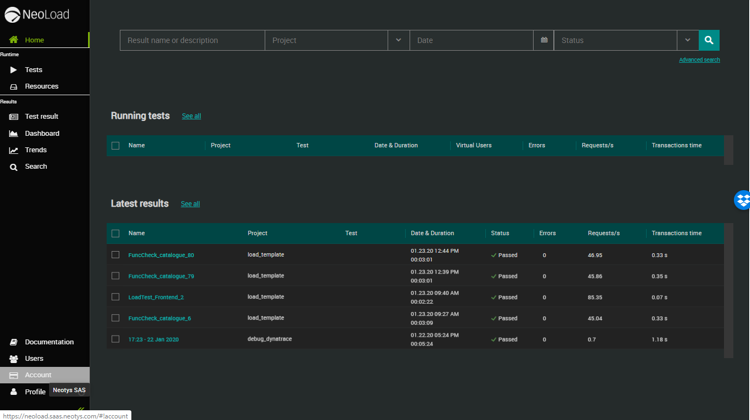 NeoLoad
Home
Runtime
Tests
Resources
Results
Test result
Dashboard
Trends
Search
Documentation
Users
Account
Profile
Neotys SAS
https://neoload.saas.neotys.com/#!account
Result name or description Project Date Status
Advanced search
Running tests See all
Name Project Test Date & Duration Virtual Users Errors Requests/s Transactions time
Latest results See all
Name Project Test Date & Duration Status Errors Requests/s Transactions time
FuncCheck_catalogue_80 load_template 01.23.20 12:44 PM Passed 0 46.95 0.33 s
00:03:01
FuncCheck_catalogue_79 load_template 01.23.20 12:39 PM Passed 0 45.86 0.35 s
00:03:01
LoadTest_Frontend_2 load_template 01.23.20 09:40 AM Passed 0 85.35 0.07 s
00:02:22
FuncCheck_catalogue_6 load_template 01.23.20 09:27 AM Passed 0 45.04 0.33 s
00:03:09
17:23 - 22 Jan 2020 debug_dynatrace 01.22.20 05:24 PM Passed 0 0.7 1.18 s
00:05:24